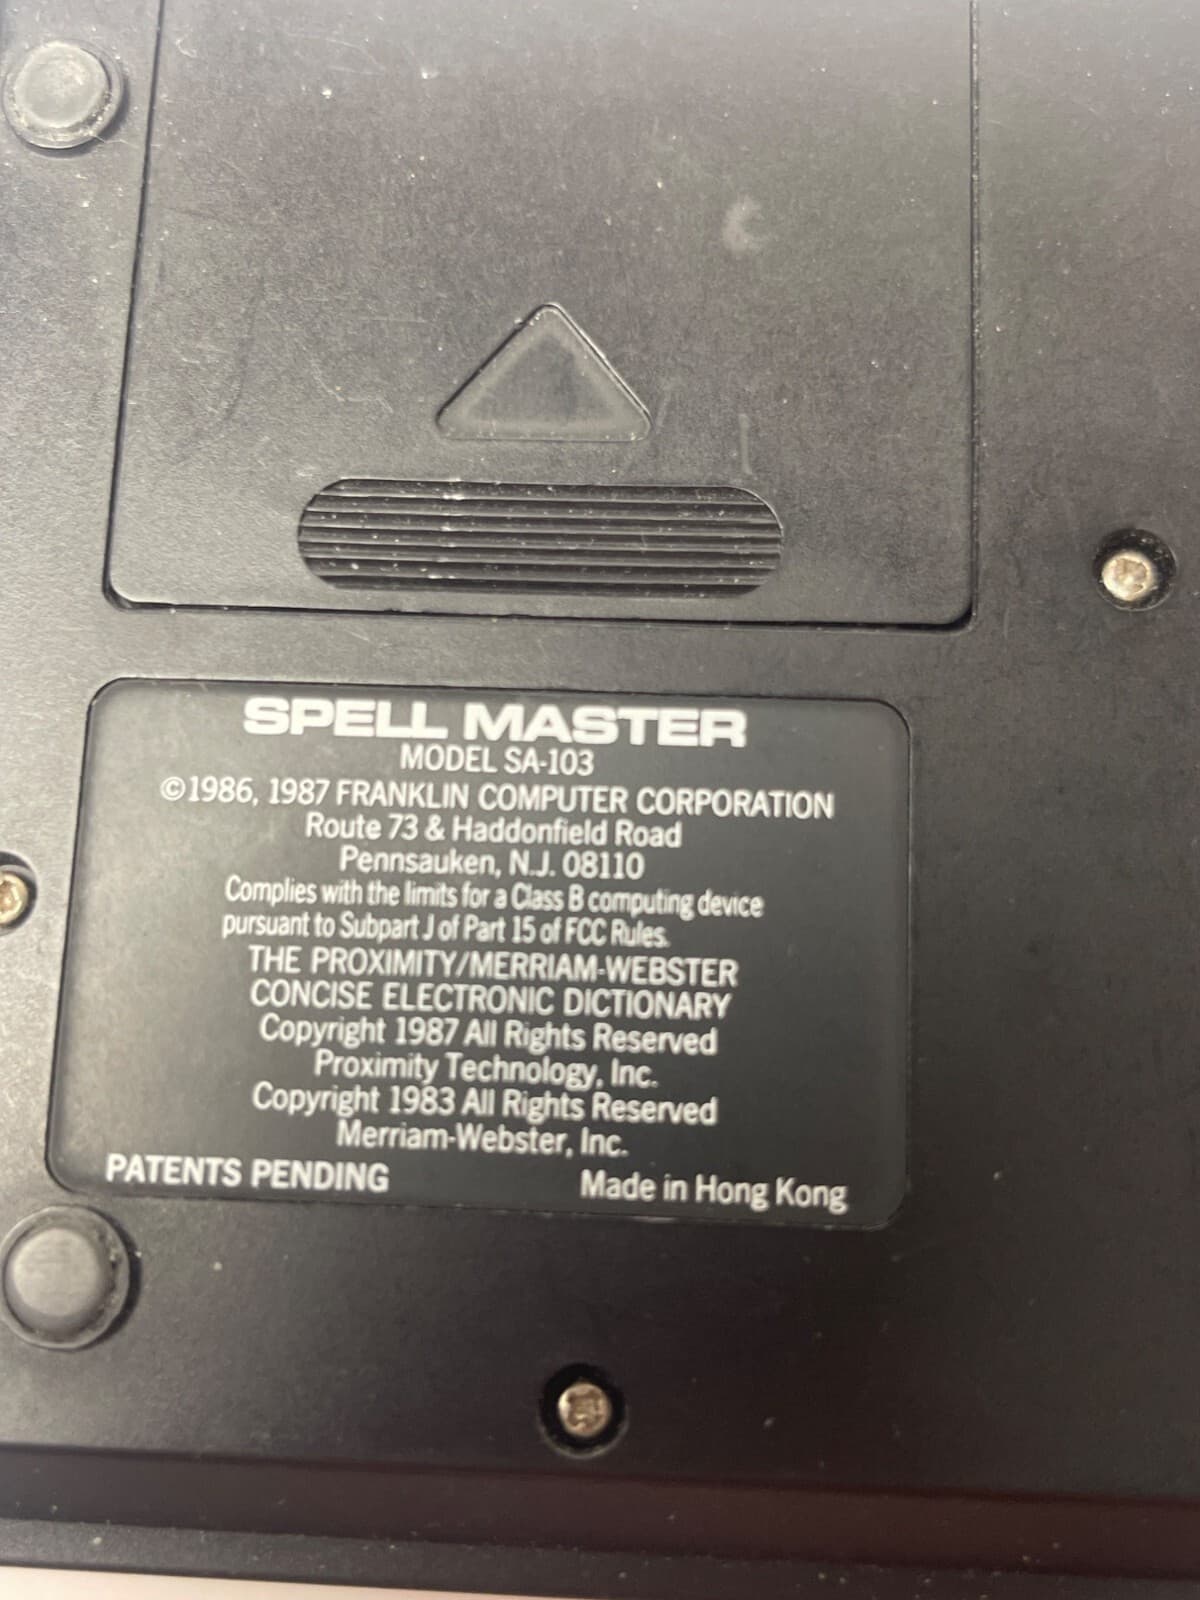 SPELL MASTER
MODEL SA-103
©1986, 1987 FRANKLIN COMPUTER CORPORATION
Route 73 & Haddonfield Road
Pennsauken, N.J. 08110
Complies with the limits for a Class B computing device
pursuant to Subpart J of Part 15 of FCC Rules.
THE PROXIMITY/MERRIAM-WEBSTER
CONCISE ELECTRONIC DICTIONARY
Copyright 1987 All Rights Reserved
Proximity Technology, Inc.
Copyright 1983 All Rights Reserved
Merriam-Webster, Inc.
PATENTS PENDING Made in Hong Kong